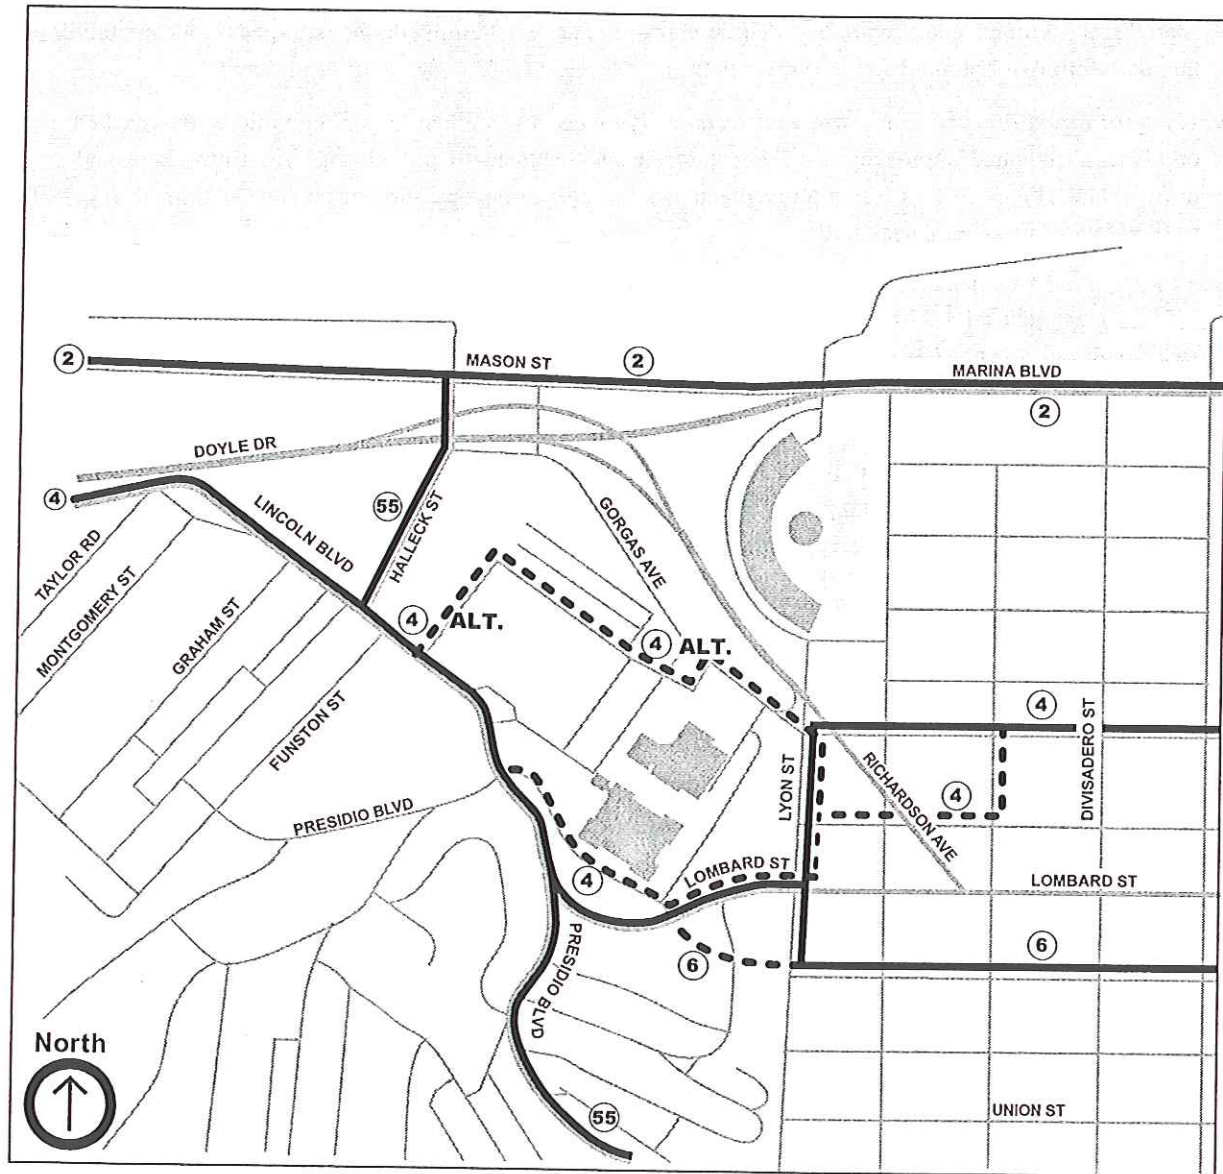 2
MASON ST
2
MARINA BLVD
2
DOYLE DR
4
LINCOLN BLVD
55
HALLECK ST
GORGAS AVE
TAYLOR RD
MONTGOMERY ST
GRAHAM ST
FUNSTON ST
4
ALT.
4
ALT.
4
DIVISADERO ST
LYON ST
RICHARDSON AVE
4
PRESIDIO BLVD
4
LOMBARD ST
LOMBARD ST
6
6
PRESIDIO BLVD
North
55
UNION ST